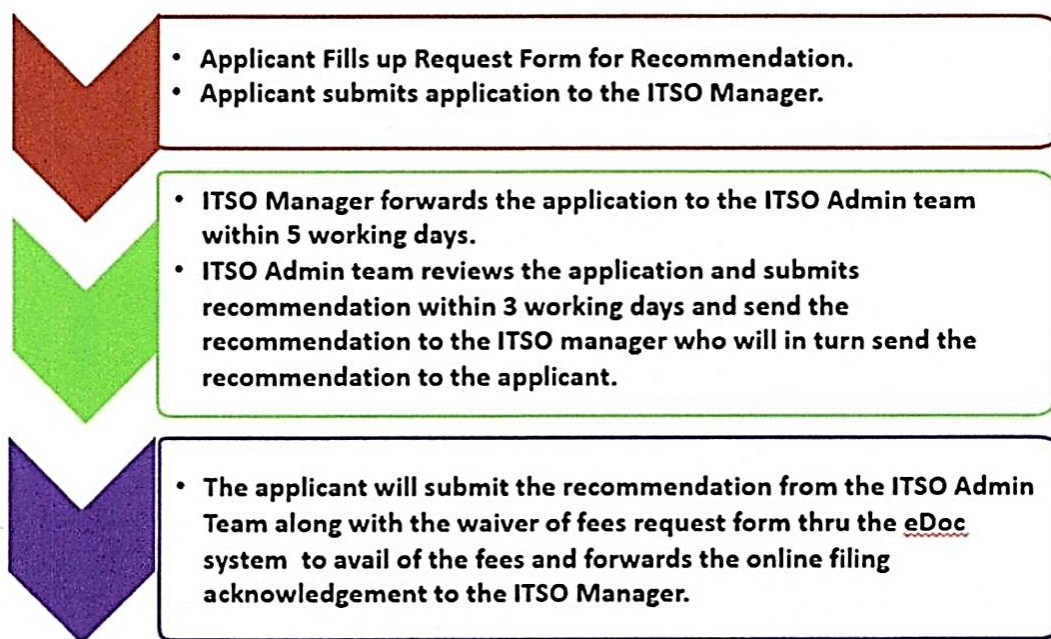 • Applicant Fills up Request Form for Recommendation.
• Applicant submits application to the ITSO Manager.
• ITSO Manager forwards the application to the ITSO Admin team
within 5 working days.
• ITSO Admin team reviews the application and submits
recommendation within 3 working days and send the
recommendation to the ITSO manager who will in turn send the
recommendation to the applicant.
• The applicant will submit the recommendation from the ITSO Admin
Team along with the waiver of fees request form thru the eDoc
system to avail of the fees and forwards the online filing
acknowledgement to the ITSO Manager.